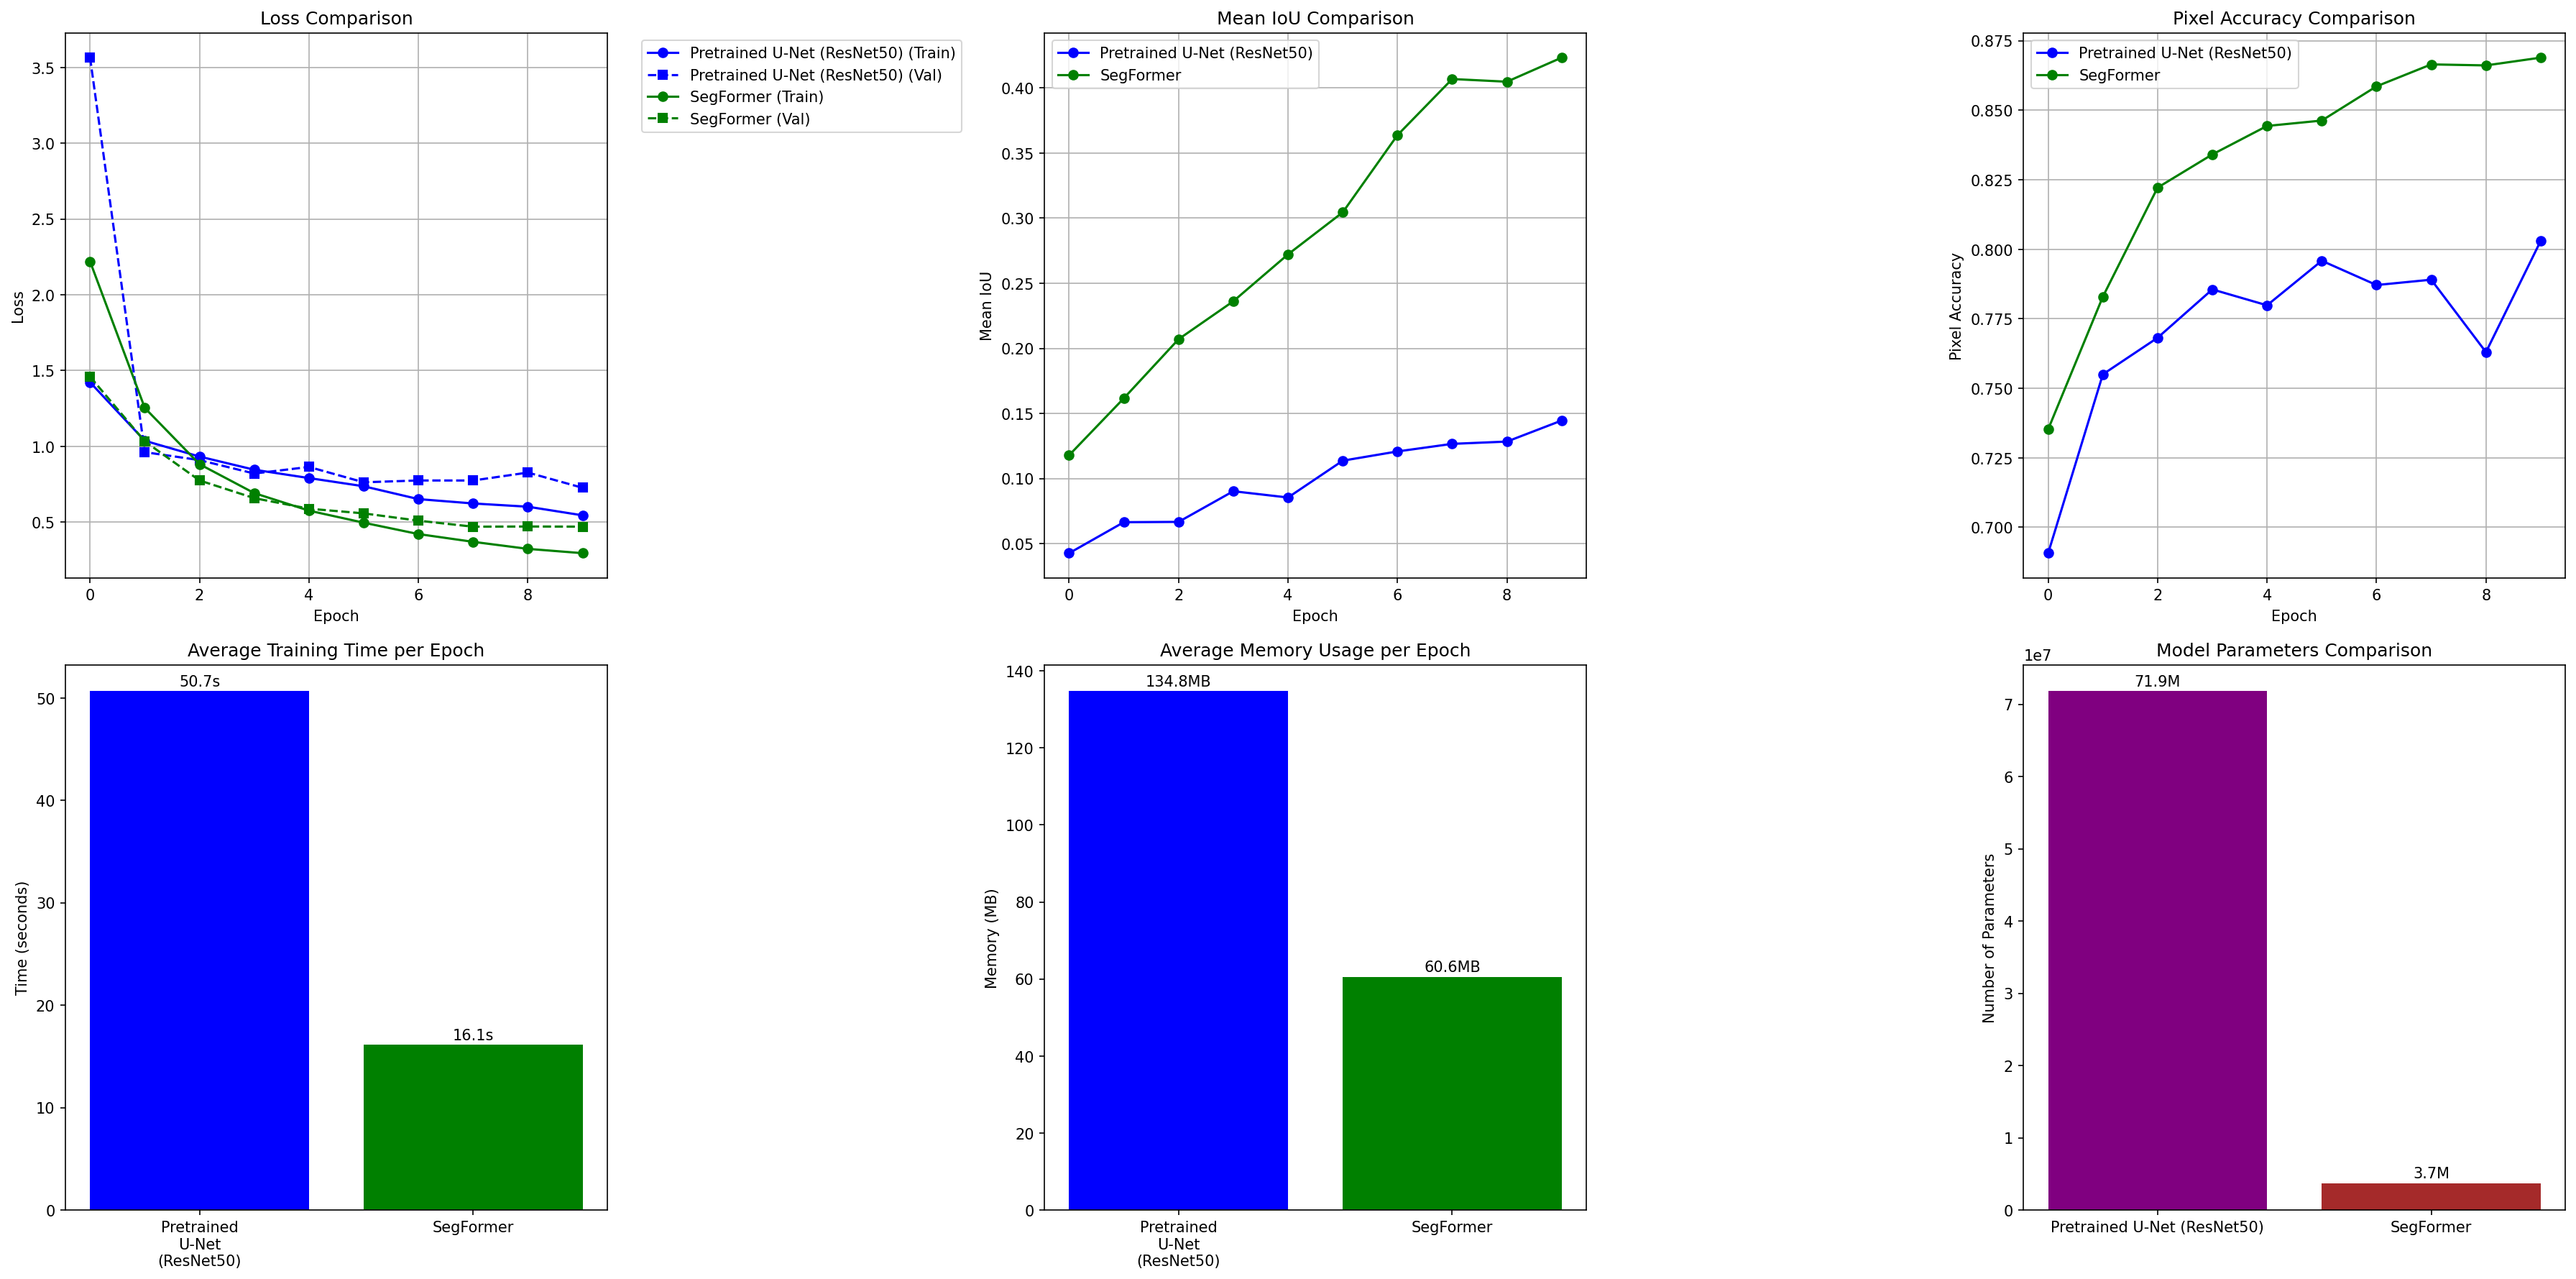 Loss Comparison
3.5
3.0
2.5
2.0
1.5
1.0
0.5
Loss
0 2 4 6 8
Epoch
Pretrained U-Net (ResNet50) (Train)
Pretrained U-Net (ResNet50) (Val)
SegFormer (Train)
SegFormer (Val)
Mean IoU Comparison
Pretrained U-Net (ResNet50)
SegFormer
0.40
0.35
0.30
0.25
0.20
0.15
0.10
0.05
Mean IoU
0 2 4 6 8
Epoch
Pixel Accuracy Comparison
Pretrained U-Net (ResNet50)
SegFormer
0.875
0.850
0.825
0.800
0.775
0.750
0.725
0.700
Pixel Accuracy
0 2 4 6 8
Epoch
Average Training Time per Epoch
50.7s
16.1s
50
40
30
20
10
0
Time (seconds)
Pretrained
U-Net
(ResNet50)
SegFormer
Average Memory Usage per Epoch
134.8MB
60.6MB
140
120
100
80
60
40
20
0
Memory (MB)
Pretrained
U-Net
(ResNet50)
SegFormer
Model Parameters Comparison
1e7
71.9M
3.7M
7
6
5
4
3
2
1
0
Number of Parameters
Pretrained U-Net (ResNet50)
SegFormer